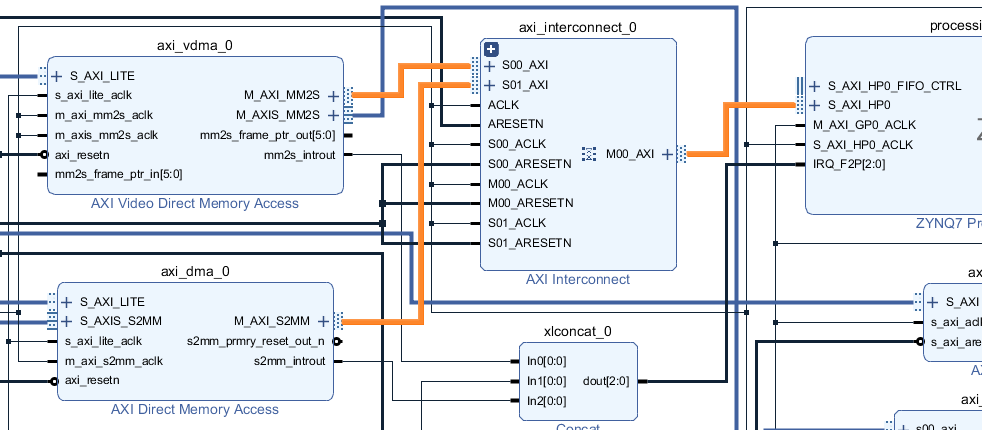 axi_vdma_0
S_AXI_LITE
s_axi_lite_aclk
m_axi_mm2s_aclk
m_axis_mm2s_aclk
axi_resetn
mm2s_frame_ptr_in[5:0]
M_AXI_MM2S
M_AXIS_MM2S
mm2s_frame_ptr_out[5:0]
mm2s_introut
AXI Video Direct Memory Access
axi_dma_0
S_AXI_LITE
S_AXIS_S2MM
s_axi_lite_aclk
m_axi_s2mm_aclk
axi_resetn
M_AXI_S2MM
s2mm_prmry_reset_out_n
s2mm_introut
AXI Direct Memory Access
axi_interconnect_0
S00_AXI
S01_AXI
ACLK
ARESETN
S00_ACLK
S00_ARESETN
M00_ACLK
M00_ARESETN
S01_ACLK
S01_ARESETN
M00_AXI
AXI Interconnect
xlconcat_0
In0[0:0]
In1[0:0]
In2[0:0]
dout[2:0]
Concat
processi
S_AXI_HP0_FIFO_CTRL
S_AXI_HP0
M_AXI_GP0_ACLK
S_AXI_HP0_ACLK
IRQ_F2P[2:0]
Z
ZYNQ7 Pr
ax
S_AXI
s_axi_acl
s_axi_are
A
axi_
s00_axi